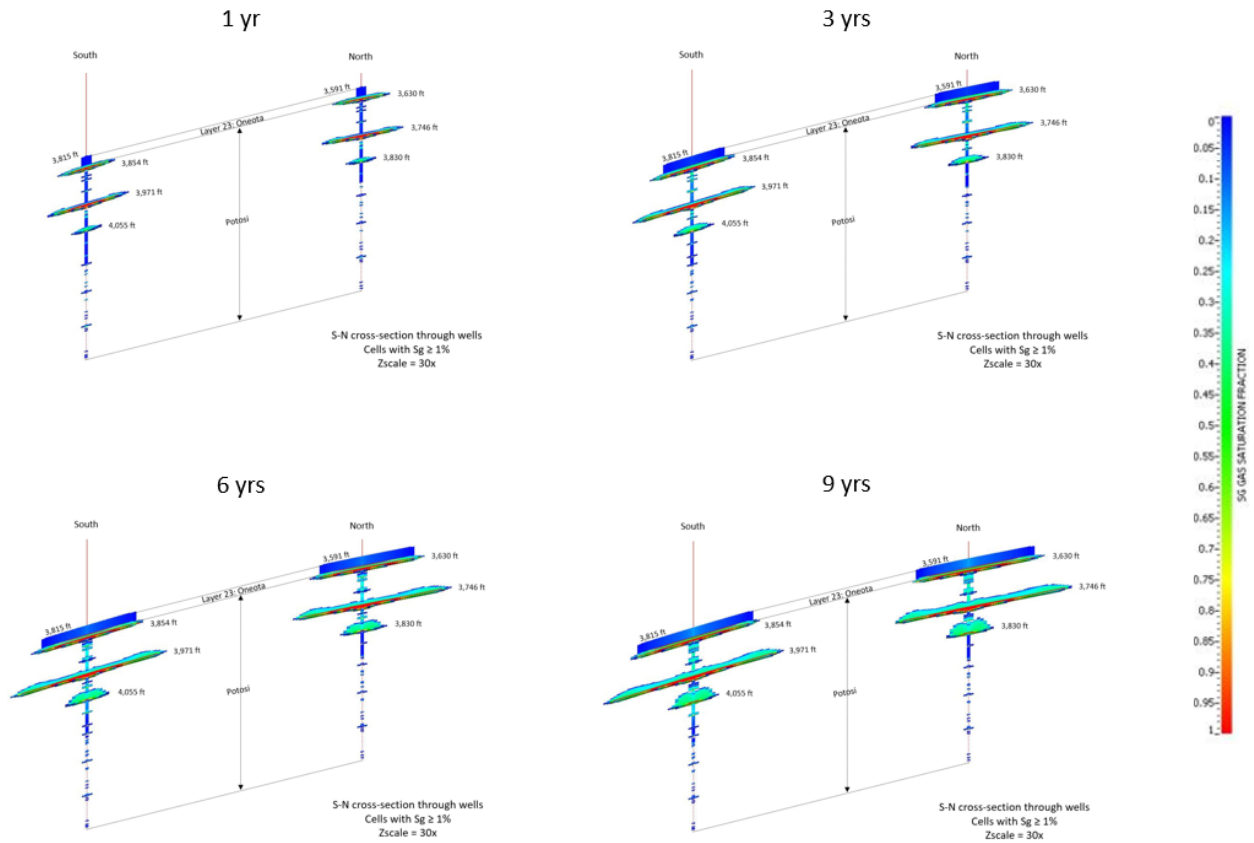 1 yr
South
North
3,591 ft
3,630 ft
Layer 23: Oneota
3,815 ft
3,854 ft
3,746 ft
3,830 ft
3,971 ft
4,055 ft
Potosi
S-N cross-section through wells
Cells with Sg ≥ 1%
Zscale = 30x
3 yrs
South
North
3,591 ft
3,630 ft
Layer 23: Oneota
3,815 ft
3,854 ft
3,746 ft
3,830 ft
3,971 ft
4,055 ft
Potosi
S-N cross-section through wells
Cells with Sg ≥ 1%
Zscale = 30x
0
0.05
0.1
0.15
0.2
0.25
0.3
0.35
0.4
0.45
0.5
0.55
0.6
0.65
0.7
0.75
0.8
0.85
0.9
0.95
1
SG GAS SATURATION FRACTION
6 yrs
South
North
3,591 ft
3,630 ft
Layer 23: Oneota
3,815 ft
3,854 ft
3,746 ft
3,830 ft
3,971 ft
4,055 ft
Potosi
S-N cross-section through wells
Cells with Sg ≥ 1%
Zscale = 30x
9 yrs
South
North
3,591 ft
3,630 ft
Layer 23: Oneota
3,815 ft
3,854 ft
3,746 ft
3,830 ft
3,971 ft
4,055 ft
Potosi
S-N cross-section through wells
Cells with Sg ≥ 1%
Zscale = 30x